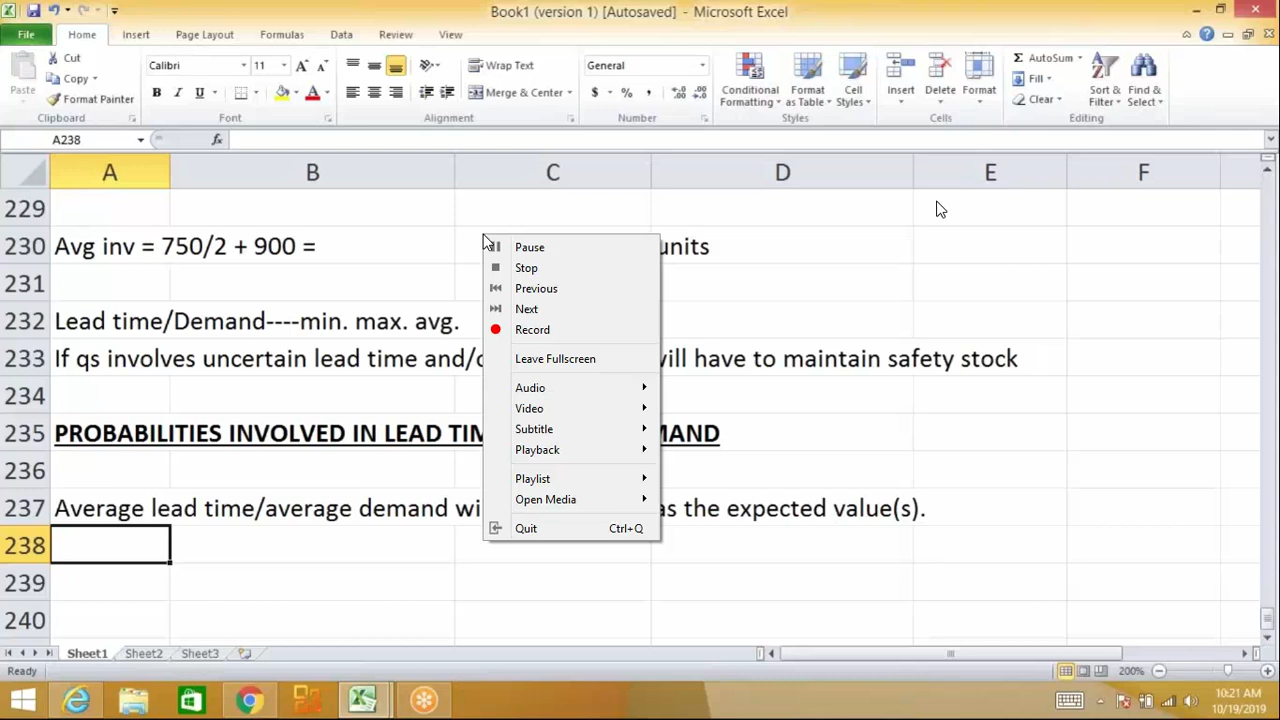 Book1 (version 1) [Autosaved] - Microsoft Excel
File Home Insert Page Layout Formulas Data Review View
Paste
Cut
Copy
Format Painter
Clipboard
Calibri 11
B I U
Font
Wrap Text
Merge & Center
Alignment
General
$ % ,
Number
Conditional Formatting
Format as Table
Cell Styles
Styles
Insert
Delete
Format
Cells
AutoSum
Fill
Clear
Sort & Filter
Find & Select
Editing
A238 fx
A B C D E F
229
230 Avg inv = 750/2 + 900 = units
231
232 Lead time/Demand----min. max. avg.
233 If qs involves uncertain lead time and/ will have to maintain safety stock
234
235 PROBABILITIES INVOLVED IN LEAD
236
237 Average lead time/average demand as the expected value(s).
238
239
240
Pause
Stop
Previous
Next
Record
Leave Fullscreen
Audio
Video
Subtitle
Playback
Playlist
Open Media
Quit Ctrl+Q
Sheet1 Sheet2 Sheet3
Ready 200%
10:21 AM
10/19/2019